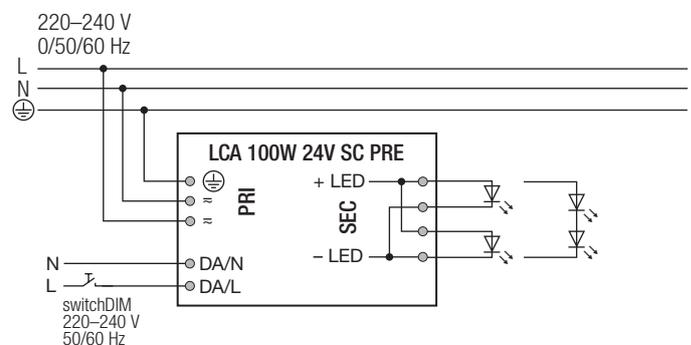 220–240 V
0/50/60 Hz
L
N
LCA 100W 24V SC PRE
+ LED
≈
≈
PRI
SEC
– LED
N
DA/N
L
DA/L
switchDIM
220–240 V
50/60 Hz